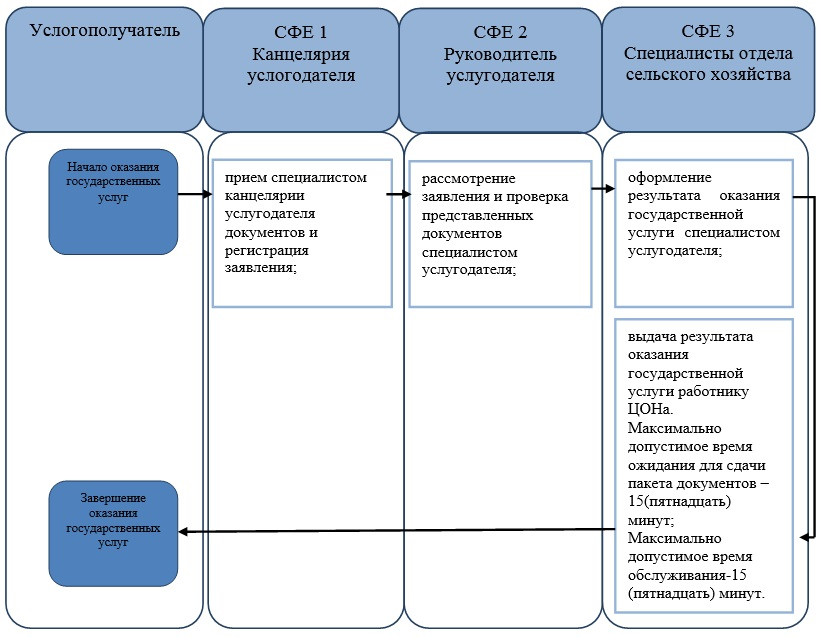 Услогополучатель
СФЕ 1
Канцелярия
услогодателя
СФЕ 2
Руководитель
услугодателя
СФЕ 3
Специалисты отдела
сельского хозяйства
Начало оказания
государственных
услуг
прием специалистом
канцелярии
услугодателя
документов и
регистрация
заявления;
рассмотрение
заявления и проверка
представленных
документов
специалистом
услугодателя;
оформление
результата оказания
государственной
услуги специалистом
услугодателя;
выдача результата
оказания
государственной
услуги работнику
ЦОНа.
Максимально
допустимое время
ожидания для сдачи
пакета документов –
15(пятнадцать)
минут;
Максимально
допустимое время
обслуживания-15
(пятнадцать) минут.
Завершение
оказания
государственных
услуг